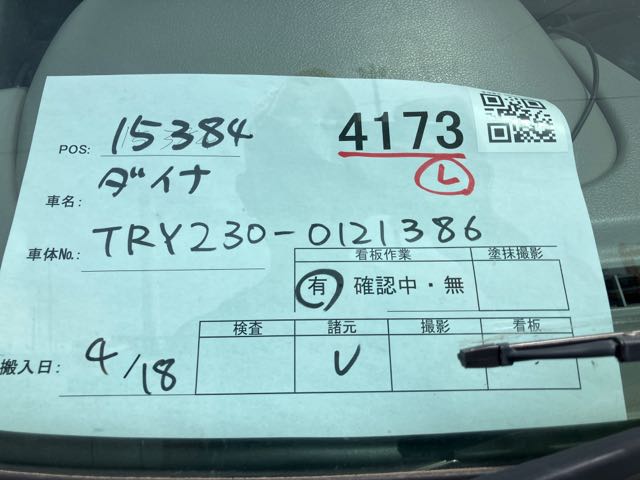 POS: 15384
4173
レ
車名: ダイナ
車体No.: TRY230-0121386
看板作業 塗抹撮影
有・確認中・無
検査 諸元 撮影 看板
搬入日: 4/18 レ